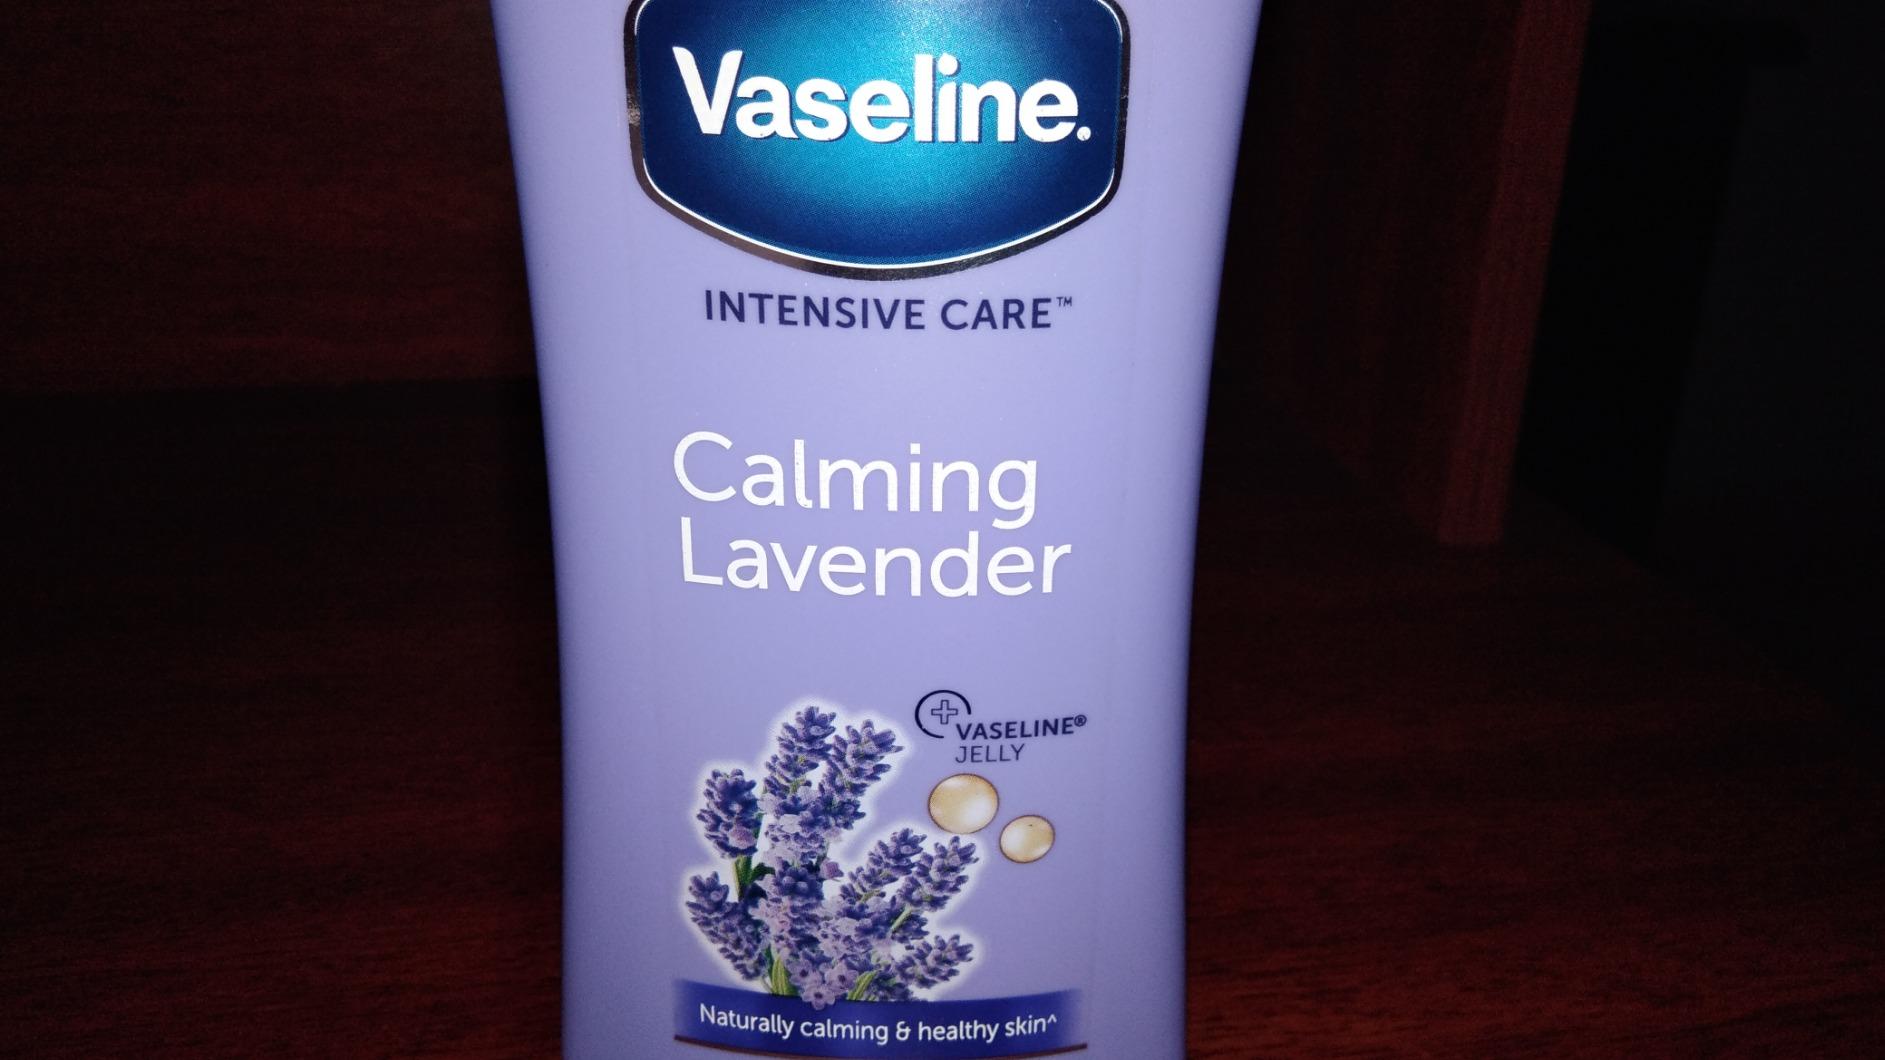 Vaseline.
INTENSIVE CARE™
Calming
Lavender
VASELINE®
JELLY
Naturally calming & healthy skin^